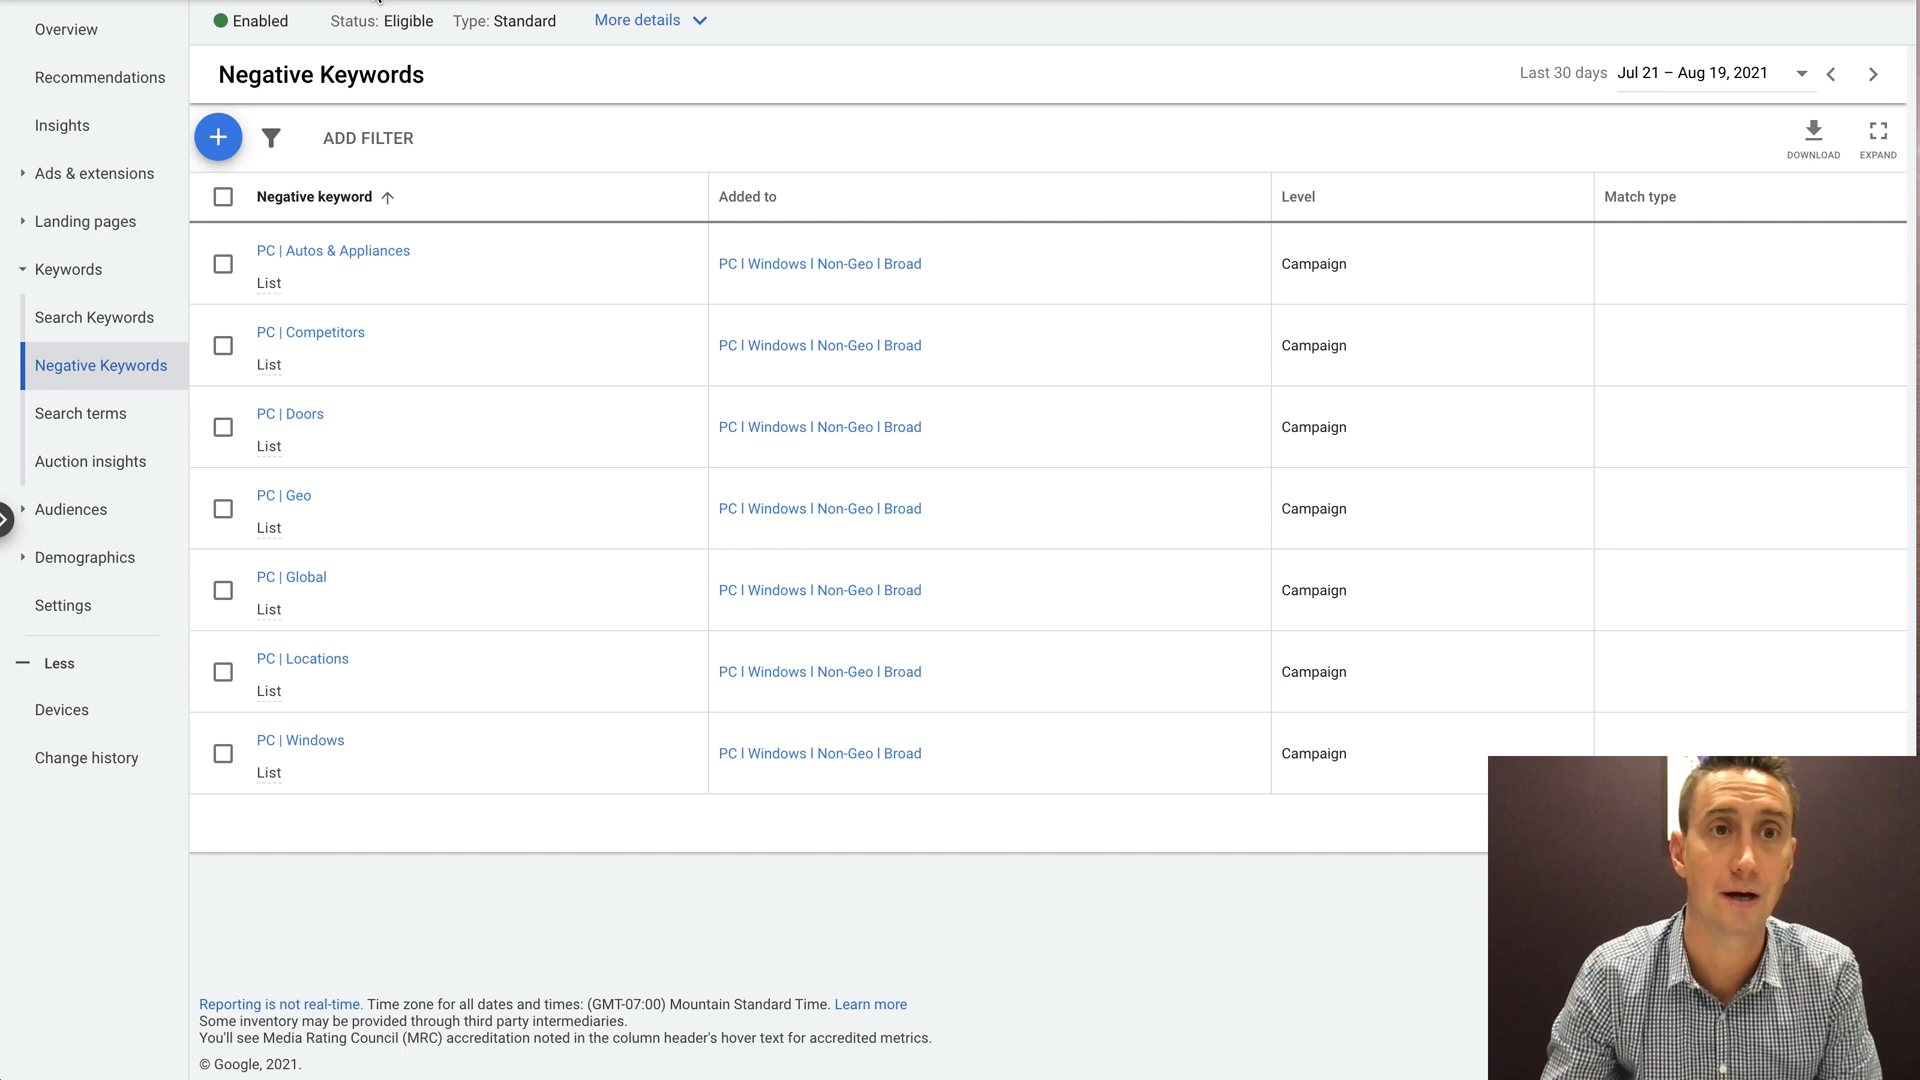 Overview
Recommendations
Insights
Ads & extensions
Landing pages
Keywords
Search Keywords
Negative Keywords
Search terms
Auction insights
Audiences
Demographics
Settings
Less
Devices
Change history
Enabled Status: Eligible Type: Standard More details
Negative Keywords
Last 30 days Jul 21 – Aug 19, 2021
ADD FILTER
DOWNLOAD
EXPAND
Negative keyword Added to Level Match type
PC | Autos & Appliances
List
PC l Windows l Non-Geo l Broad Campaign
PC | Competitors
List
PC l Windows l Non-Geo l Broad Campaign
PC | Doors
List
PC l Windows l Non-Geo l Broad Campaign
PC | Geo
List
PC l Windows l Non-Geo l Broad Campaign
PC | Global
List
PC l Windows l Non-Geo l Broad Campaign
PC | Locations
List
PC l Windows l Non-Geo l Broad Campaign
PC | Windows
List
PC l Windows l Non-Geo l Broad Campaign
Reporting is not real-time. Time zone for all dates and times: (GMT-07:00) Mountain Standard Time. Learn more
Some inventory may be provided through third party intermediaries.
You'll see Media Rating Council (MRC) accreditation noted in the column header's hover text for accredited metrics.
© Google, 2021.